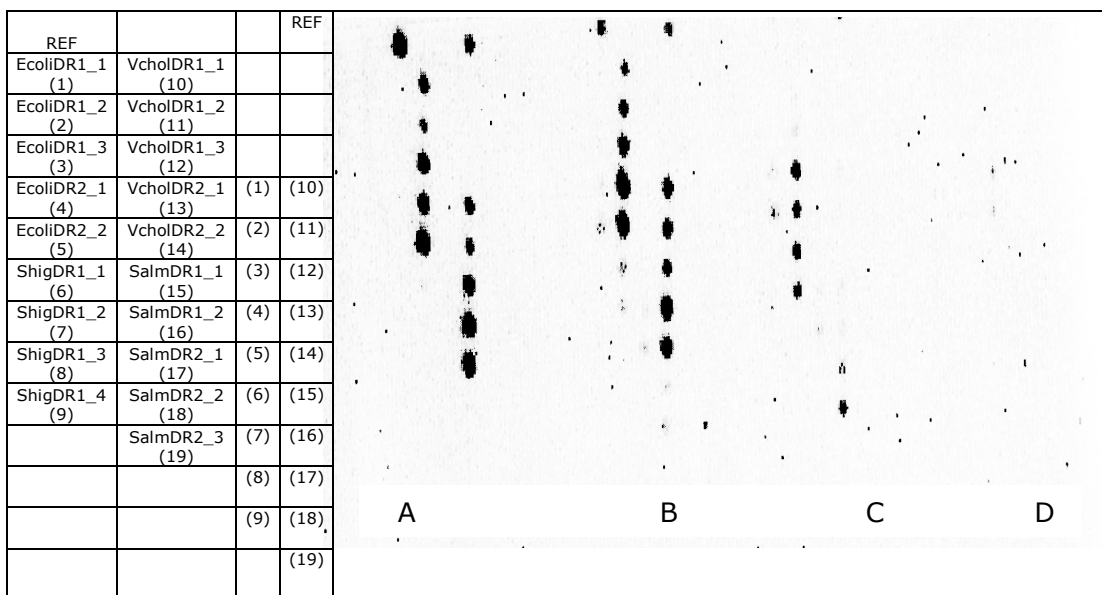 REF
REF
EcoliDR1_1 VcholDR1_1
(1) (10)
EcoliDR1_2 VcholDR1_2
(2) (11)
EcoliDR1_3 VcholDR1_3
(3) (12)
EcoliDR2_1 VcholDR2_1 (1) (10)
(4) (13)
EcoliDR2_2 VcholDR2_2 (2) (11)
(5) (14)
ShigDR1_1 SalmDR1_1 (3) (12)
(6) (15)
ShigDR1_2 SalmDR1_2 (4) (13)
(7) (16)
ShigDR1_3 SalmDR2_1 (5) (14)
(8) (17)
ShigDR1_4 SalmDR2_2 (6) (15)
(9) (18)
SalmDR2_3 (7) (16)
(19)
(8) (17)
(9) (18)
(19)
A B C D